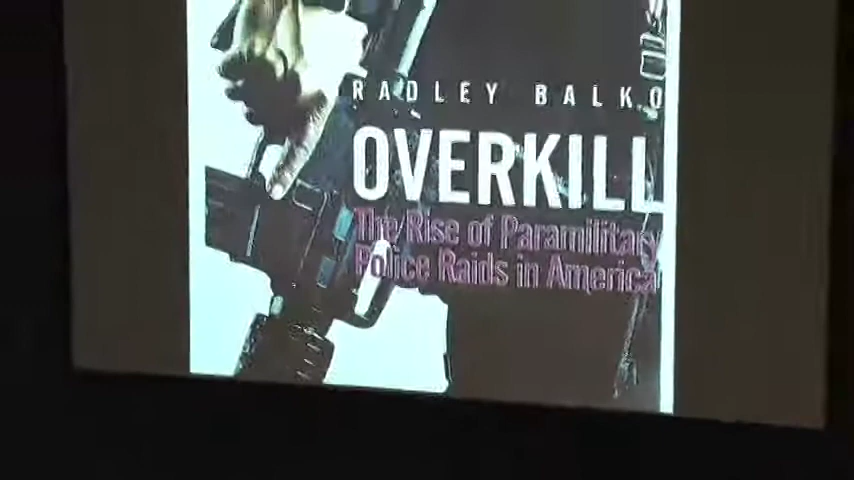 RADLEY BALKO
OVERKILL
The Rise of Paramilitary
Police Raids in America